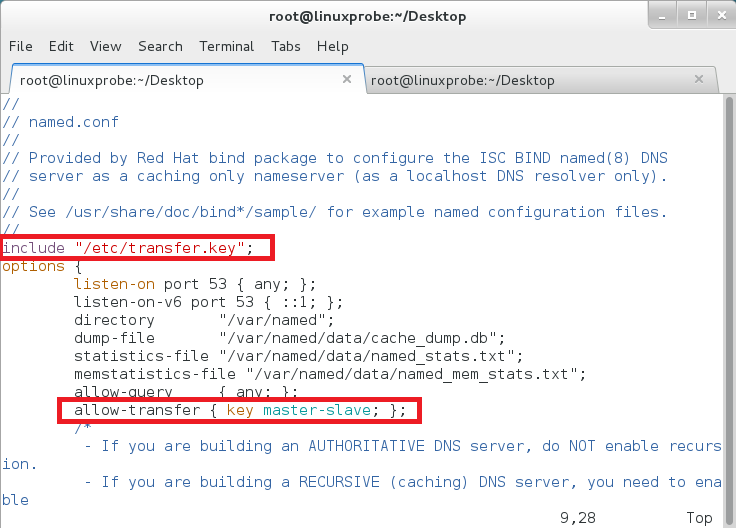 root@linuxprobe:~/Desktop
File Edit View Search Terminal Tabs Help
root@linuxprobe:~/Desktop root@linuxprobe:~/Desktop
//
// named.conf
//
// Provided by Red Hat bind package to configure the ISC BIND named(8) DNS
// server as a caching only nameserver (as a localhost DNS resolver only).
//
// See /usr/share/doc/bind*/sample/ for example named configuration files.
//
include "/etc/transfer.key";
options {
        listen-on port 53 { any; };
        listen-on-v6 port 53 { ::1; };
        directory       "/var/named";
        dump-file       "/var/named/data/cache_dump.db";
        statistics-file "/var/named/data/named_stats.txt";
        memstatistics-file "/var/named/data/named_mem_stats.txt";
        allow-query     { any; };
        allow-transfer { key master-slave; };
        /*
         - If you are building an AUTHORITATIVE DNS server, do NOT enable recurs
ion.
         - If you are building a RECURSIVE (caching) DNS server, you need to ena
ble
9,28 Top